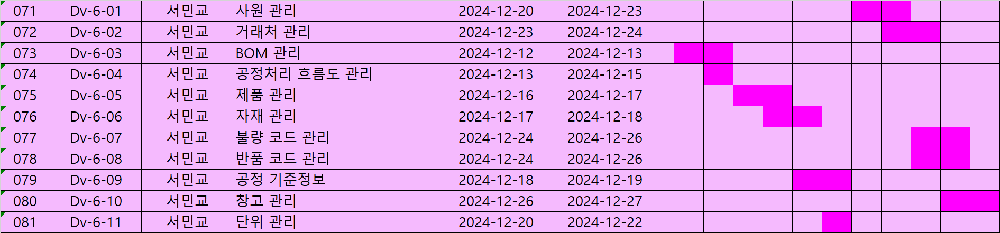 071 Dv-6-01 서민교 사원 관리 2024-12-20 2024-12-23
072 Dv-6-02 서민교 거래처 관리 2024-12-23 2024-12-24
073 Dv-6-03 서민교 BOM 관리 2024-12-12 2024-12-13
074 Dv-6-04 서민교 공정처리 흐름도 관리 2024-12-13 2024-12-15
075 Dv-6-05 서민교 제품 관리 2024-12-16 2024-12-17
076 Dv-6-06 서민교 자재 관리 2024-12-17 2024-12-18
077 Dv-6-07 서민교 불량 코드 관리 2024-12-24 2024-12-26
078 Dv-6-08 서민교 반품 코드 관리 2024-12-24 2024-12-26
079 Dv-6-09 서민교 공정 기준정보 2024-12-18 2024-12-19
080 Dv-6-10 서민교 창고 관리 2024-12-26 2024-12-27
081 Dv-6-11 서민교 단위 관리 2024-12-20 2024-12-22